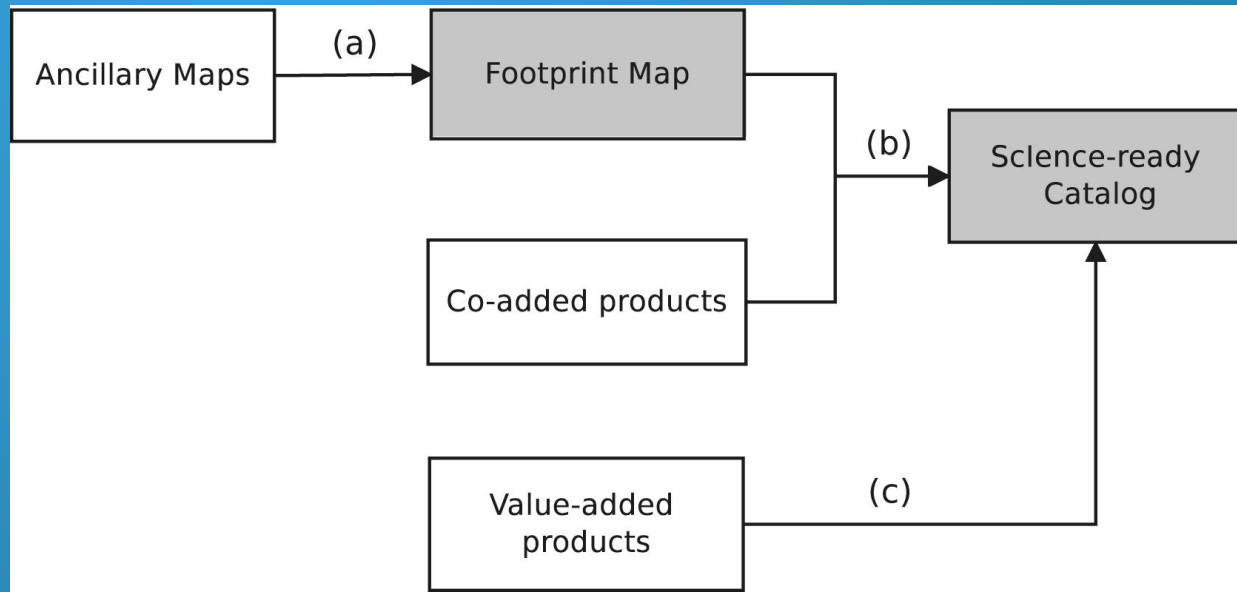 Ancillary Maps
(a)
Footprint Map
(b)
Sclence-ready
Catalog
Co-added products
Value-added
products
(c)